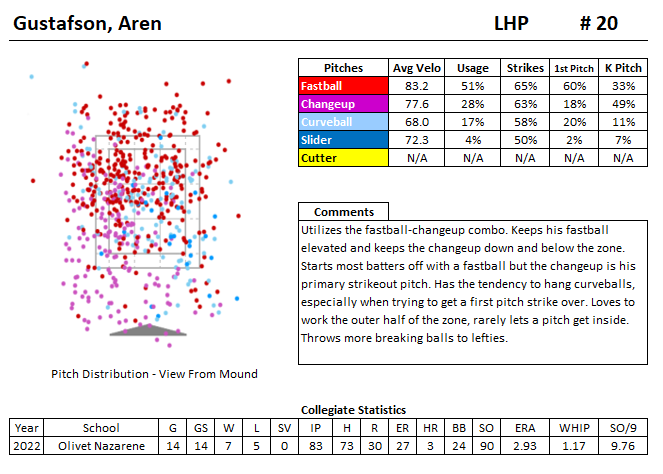 Gustafson, Aren LHP # 20
Pitches Avg Velo Usage Strikes 1st Pitch K Pitch
Fastball 83.2 51% 65% 60% 33%
Changeup 77.6 28% 63% 18% 49%
Curveball 68.0 17% 58% 20% 11%
Slider 72.3 4% 50% 2% 7%
Cutter N/A N/A N/A N/A N/A
Comments
Utilizes the fastball-changeup combo. Keeps his fastball
elevated and keeps the changeup down and below the zone.
Starts most batters off with a fastball but the changeup is his
primary strikeout pitch. Has the tendency to hang curveballs,
especially when trying to get a first pitch strike over. Loves to
work the outer half of the zone, rarely lets a pitch get inside.
Throws more breaking balls to lefties.
Pitch Distribution - View From Mound
Collegiate Statistics
Year School G GS W L SV IP H R ER HR BB SO ERA WHIP SO/9
2022 Olivet Nazarene 14 14 7 5 0 83 73 30 27 3 24 90 2.93 1.17 9.76